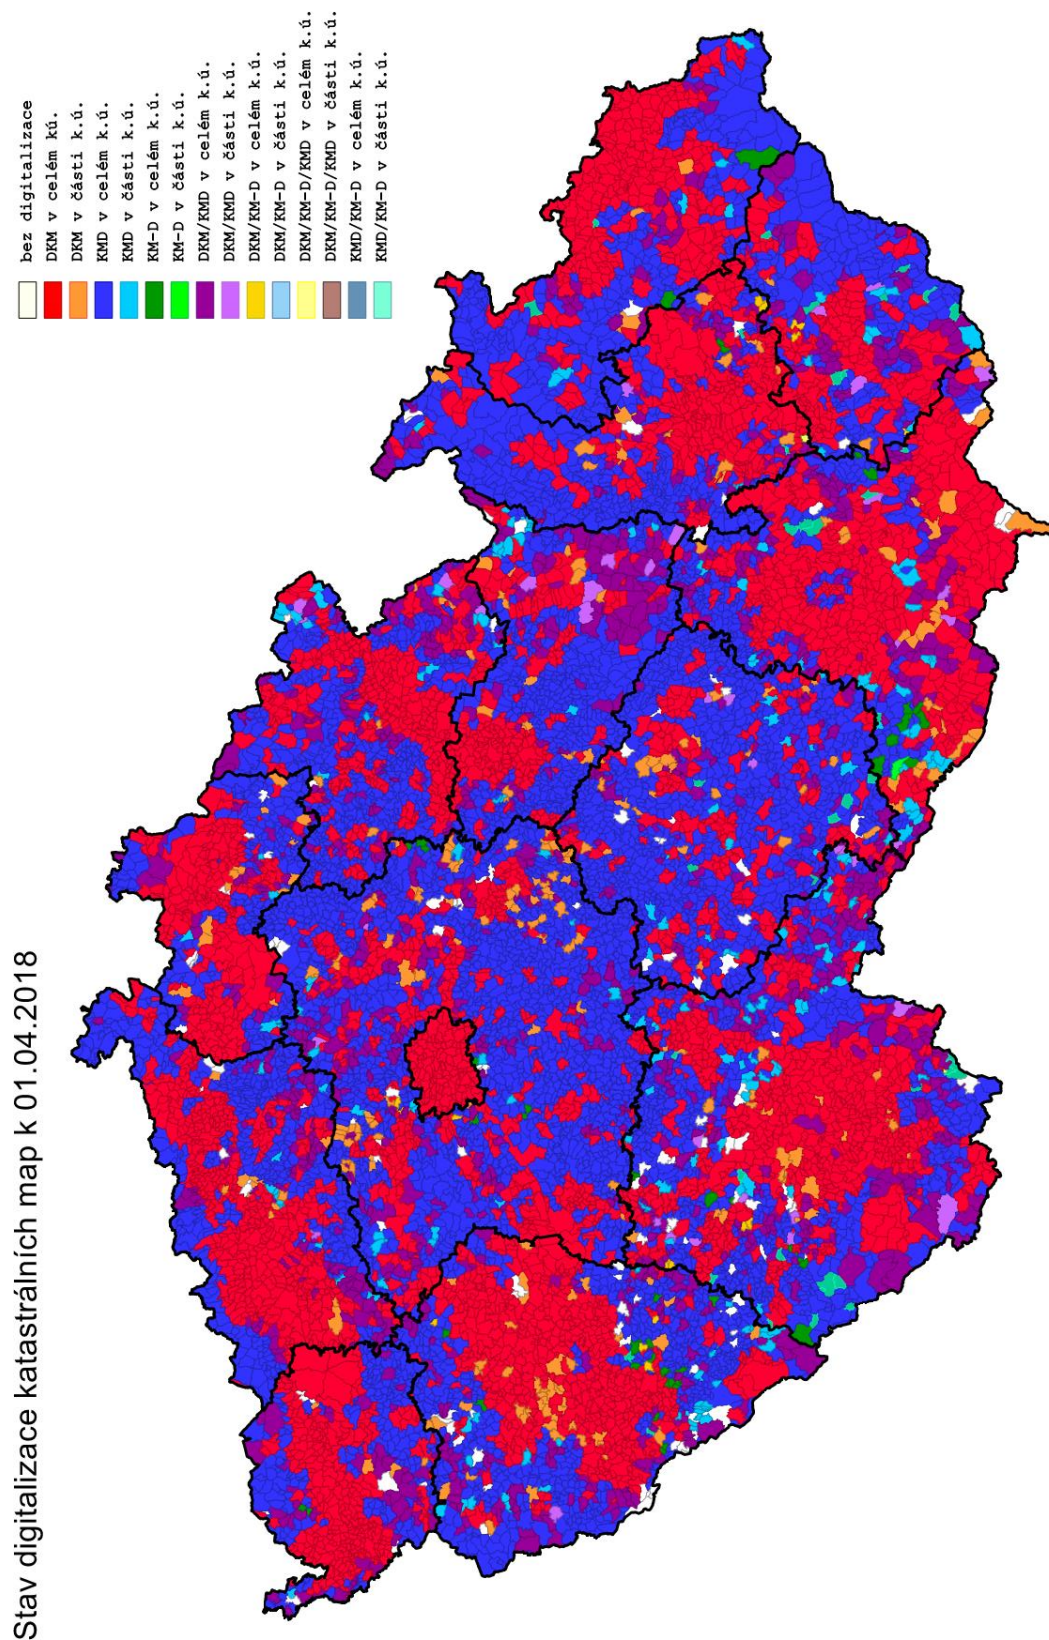 Stav digitalizace katastrálních map k 01.04.2018
bez digitalizace
DKM v celém kú.
DKM v části k.ú.
KMD v celém k.ú.
KMD v části k.ú.
KM-D v celém k.ú.
KM-D v části k.ú.
DKM/KMD v celém k.ú.
DKM/KMD v části k.ú.
DKM/KM-D v celém k.ú.
DKM/KM-D v části k.ú.
DKM/KM-D/KMD v celém k.ú.
DKM/KM-D/KMD v části k.ú.
KMD/KM-D v celém k.ú.
KMD/KM-D v části k.ú.